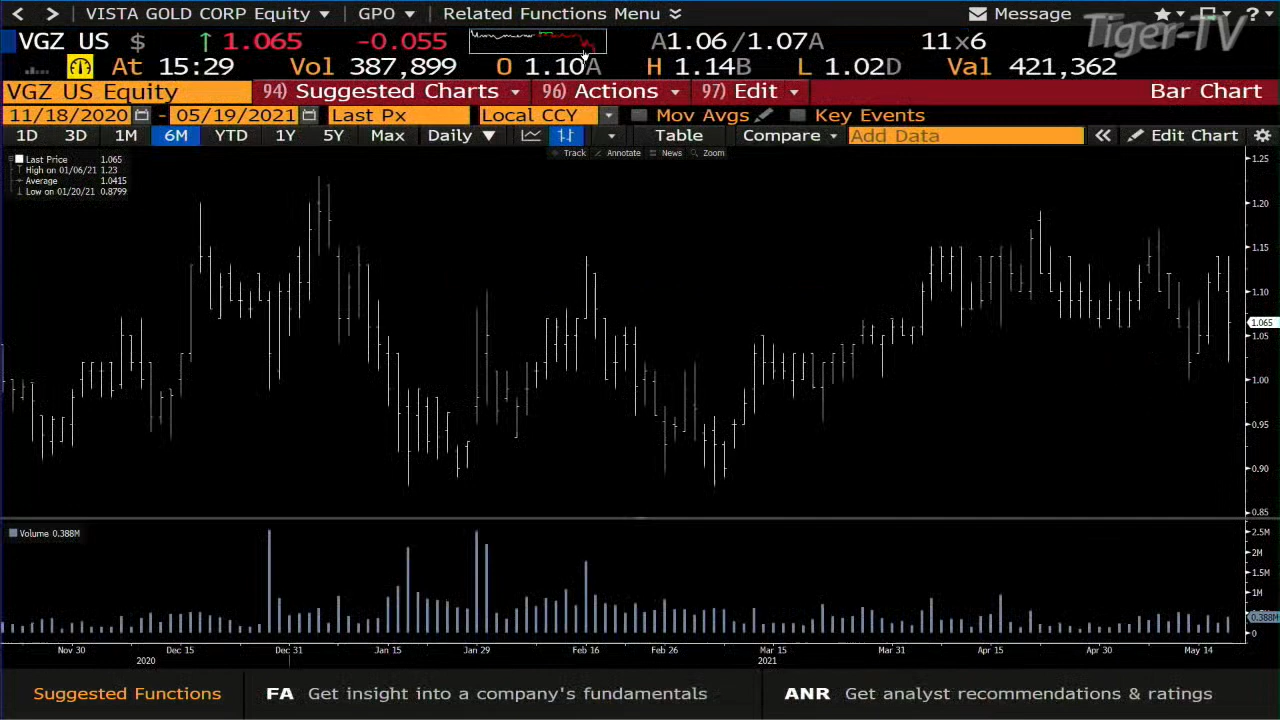 VISTA GOLD CORP Equity GPO Related Functions Menu Message ?
Tiger-TV
VGZ US $ ↑ 1.065 -0.055 A1.06 /1.07A 11x6
At 15:29 Vol 387,899 O 1.10A H 1.14B L 1.02D Val 421,362
VGZ US Equity 94) Suggested Charts 96) Actions 97) Edit Bar Chart
11/18/2020 - 05/19/2021 Last Px Local CCY Mov Avgs Key Events
1D 3D 1M 6M YTD 1Y 5Y Max Daily ▼ Table Compare Add Data « Edit Chart
Track Annotate News Zoom
Last Price 1.065
High on 01/06/21 1.23
Average 1.0415
Low on 01/20/21 0.8799
1.25
1.20
1.15
1.10
1.065
1.05
1.00
0.95
0.90
0.85
Volume 0.388M
2.5M
2M
1.5M
1M
0.388M
0
Nov 30 Dec 15 Dec 31 Jan 15 Jan 29 Feb 16 Feb 26 Mar 15 Mar 31 Apr 15 Apr 30 May 14
2020 2021
Suggested Functions FA Get insight into a company's fundamentals ANR Get analyst recommendations & ratings